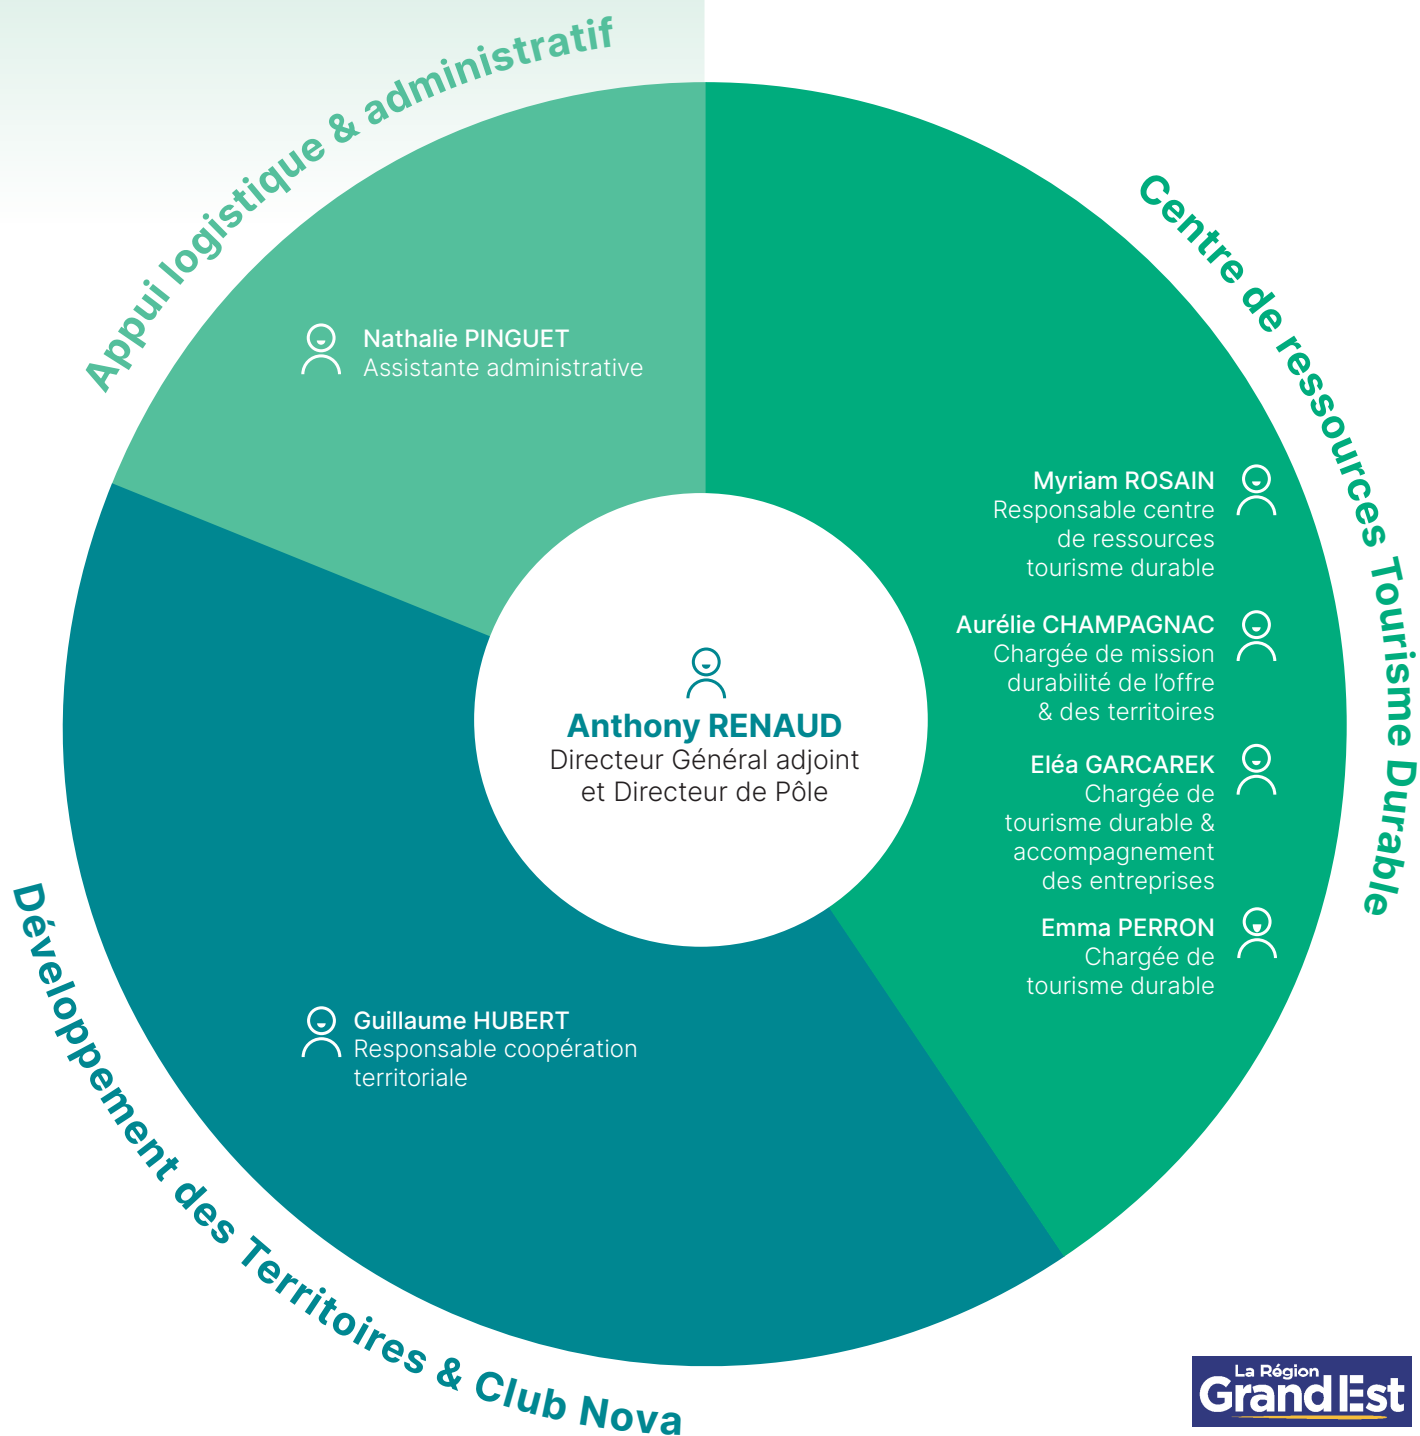 Appui logistique & administratif
Nathalie PINGUET
Assistante administrative
Centre de ressources Tourisme Durable
Myriam ROSAIN
Responsable centre
de ressources
tourisme durable
Aurélie CHAMPAGNAC
Chargée de mission
durabilité de l’offre
& des territoires
Eléa GARCAREK
Chargée de
tourisme durable &
accompagnement
des entreprises
Emma PERRON
Chargée de
tourisme durable
Anthony RENAUD
Directeur Général adjoint
et Directeur de Pôle
Guillaume HUBERT
Responsable coopération
territoriale
Développement des Territoires & Club Nova
La Région
Grand Est